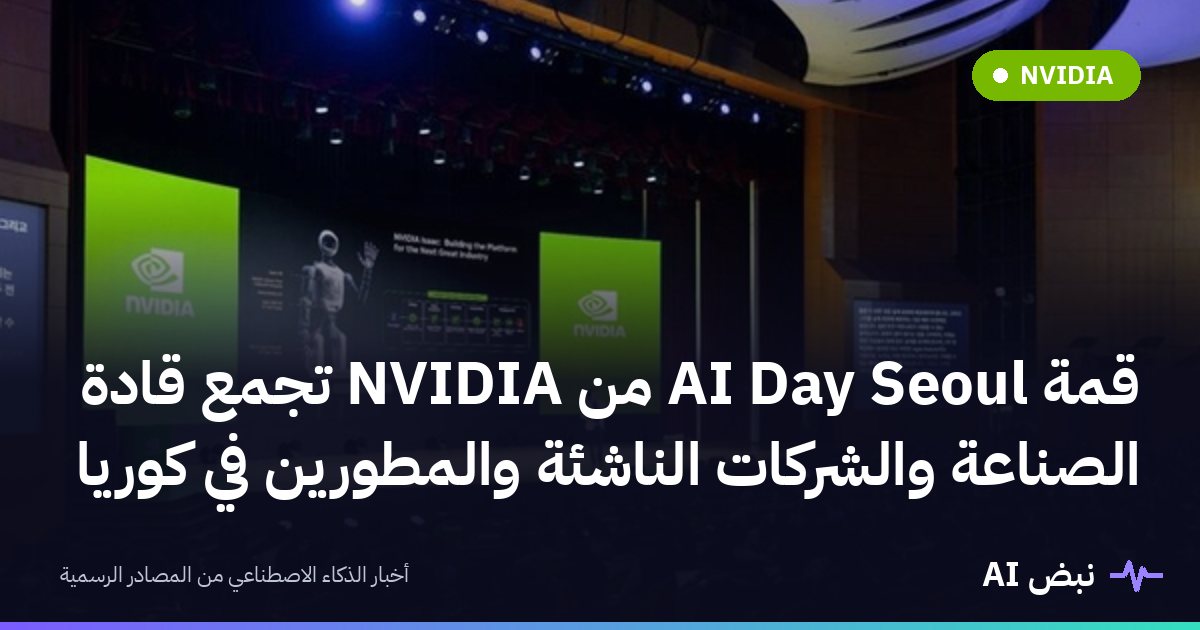 NVIDIA
NVIDIA Isaac: Building the Platform
for the Next Great Industry
NVIDIA
NVIDIA
قمة AI Day Seoul من NVIDIA تجمع قادة
الصناعة والشركات الناشئة والمطورين في كوريا
نبض AI
أخبار الذكاء الاصطناعي من المصادر الرسمية